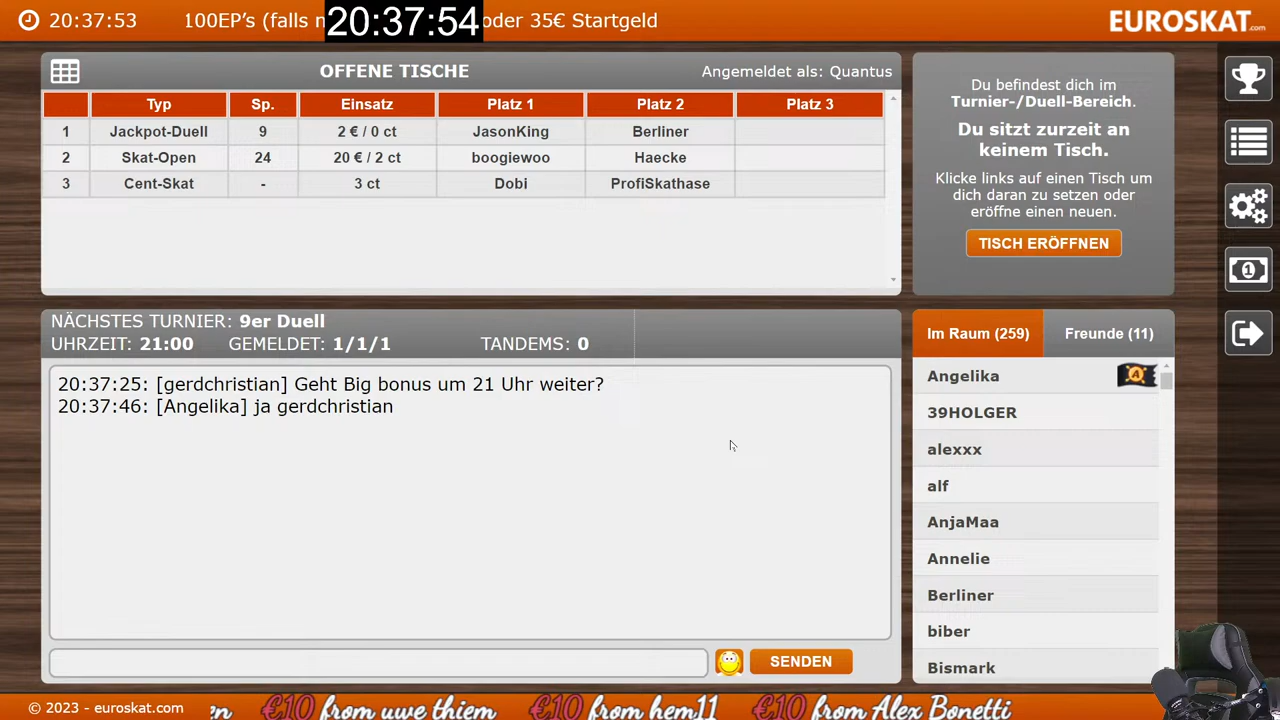 20:37:53 100EP's (falls n 20:37:54 oder 35€ Startgeld EUROSKAT.com
OFFENE TISCHE Angemeldet als: Quantus
Typ Sp. Einsatz Platz 1 Platz 2 Platz 3
1 Jackpot-Duell 9 2 € / 0 ct JasonKing Berliner
2 Skat-Open 24 20 € / 2 ct boogiewoo Haecke
3 Cent-Skat - 3 ct Dobi ProfiSkathase
Du befindest dich im
Turnier-/Duell-Bereich.
Du sitzt zurzeit an
keinem Tisch.
Klicke links auf einen Tisch um
dich daran zu setzen oder
eröffne einen neuen.
TISCH ERÖFFNEN
NÄCHSTES TURNIER: 9er Duell
UHRZEIT: 21:00 GEMELDET: 1/1/1 TANDEMS: 0
20:37:25: [gerdchristian] Geht Big bonus um 21 Uhr weiter?
20:37:46: [Angelika] ja gerdchristian
SENDEN
Im Raum (259) Freunde (11)
Angelika
39HOLGER
alexxx
alf
AnjaMaa
Annelie
Berliner
biber
Bismark
© 2023 - euroskat.com en €10 from uwe thiem €10 from hem11 €10 from Alex Bonetti